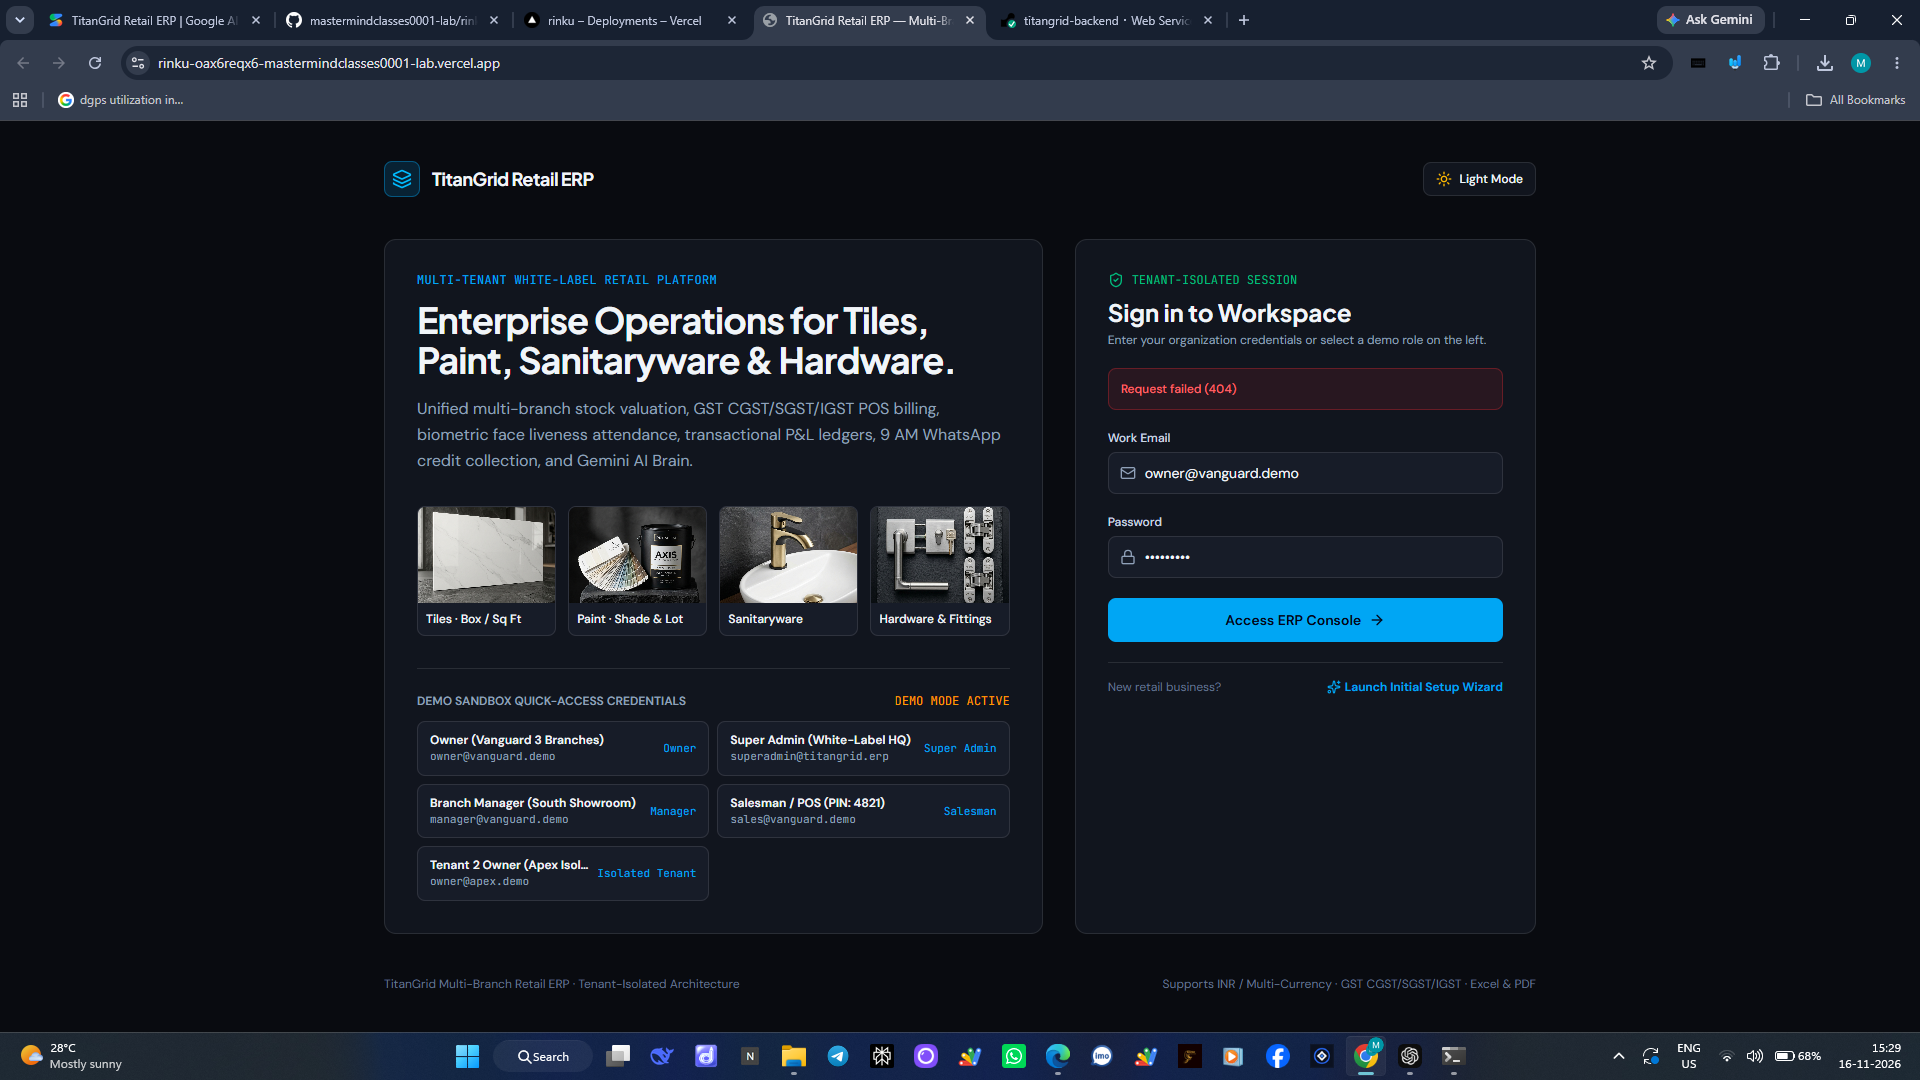 TitanGrid Retail ERP | Google AI
mastermindclasses0001-lab/rink
rinku – Deployments – Vercel
TitanGrid Retail ERP — Multi-Br
titangrid-backend · Web Servic
Ask Gemini
rinku-oax6reqx6-mastermindclasses0001-lab.vercel.app
M
dgps utilization in...
All Bookmarks
TitanGrid Retail ERP
Light Mode
MULTI-TENANT WHITE-LABEL RETAIL PLATFORM
Enterprise Operations for Tiles,
Paint, Sanitaryware & Hardware.
Unified multi-branch stock valuation, GST CGST/SGST/IGST POS billing,
biometric face liveness attendance, transactional P&L ledgers, 9 AM WhatsApp
credit collection, and Gemini AI Brain.
AXIS
Tiles · Box / Sq Ft
Paint · Shade & Lot
Sanitaryware
Hardware & Fittings
DEMO SANDBOX QUICK-ACCESS CREDENTIALS
DEMO MODE ACTIVE
Owner (Vanguard 3 Branches)
owner@vanguard.demo
Owner
Super Admin (White-Label HQ)
superadmin@titangrid.erp
Super Admin
Branch Manager (South Showroom)
manager@vanguard.demo
Manager
Salesman / POS (PIN: 4821)
sales@vanguard.demo
Salesman
Tenant 2 Owner (Apex Isol...
owner@apex.demo
Isolated Tenant
TENANT-ISOLATED SESSION
Sign in to Workspace
Enter your organization credentials or select a demo role on the left.
Request failed (404)
Work Email
owner@vanguard.demo
Password
•••••••••
Access ERP Console
New retail business?
Launch Initial Setup Wizard
TitanGrid Multi-Branch Retail ERP · Tenant-Isolated Architecture
Supports INR / Multi-Currency · GST CGST/SGST/IGST · Excel & PDF
28°C
Mostly sunny
Search
N
imo
M
ENG
US
68%
15:29
16-11-2026